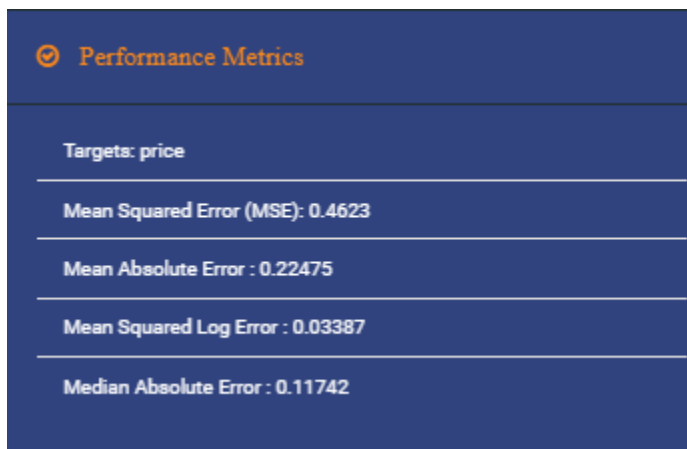 Performance Metrics
Targets: price
Mean Squared Error (MSE): 0.4623
Mean Absolute Error : 0.22475
Mean Squared Log Error : 0.03387
Median Absolute Error : 0.11742